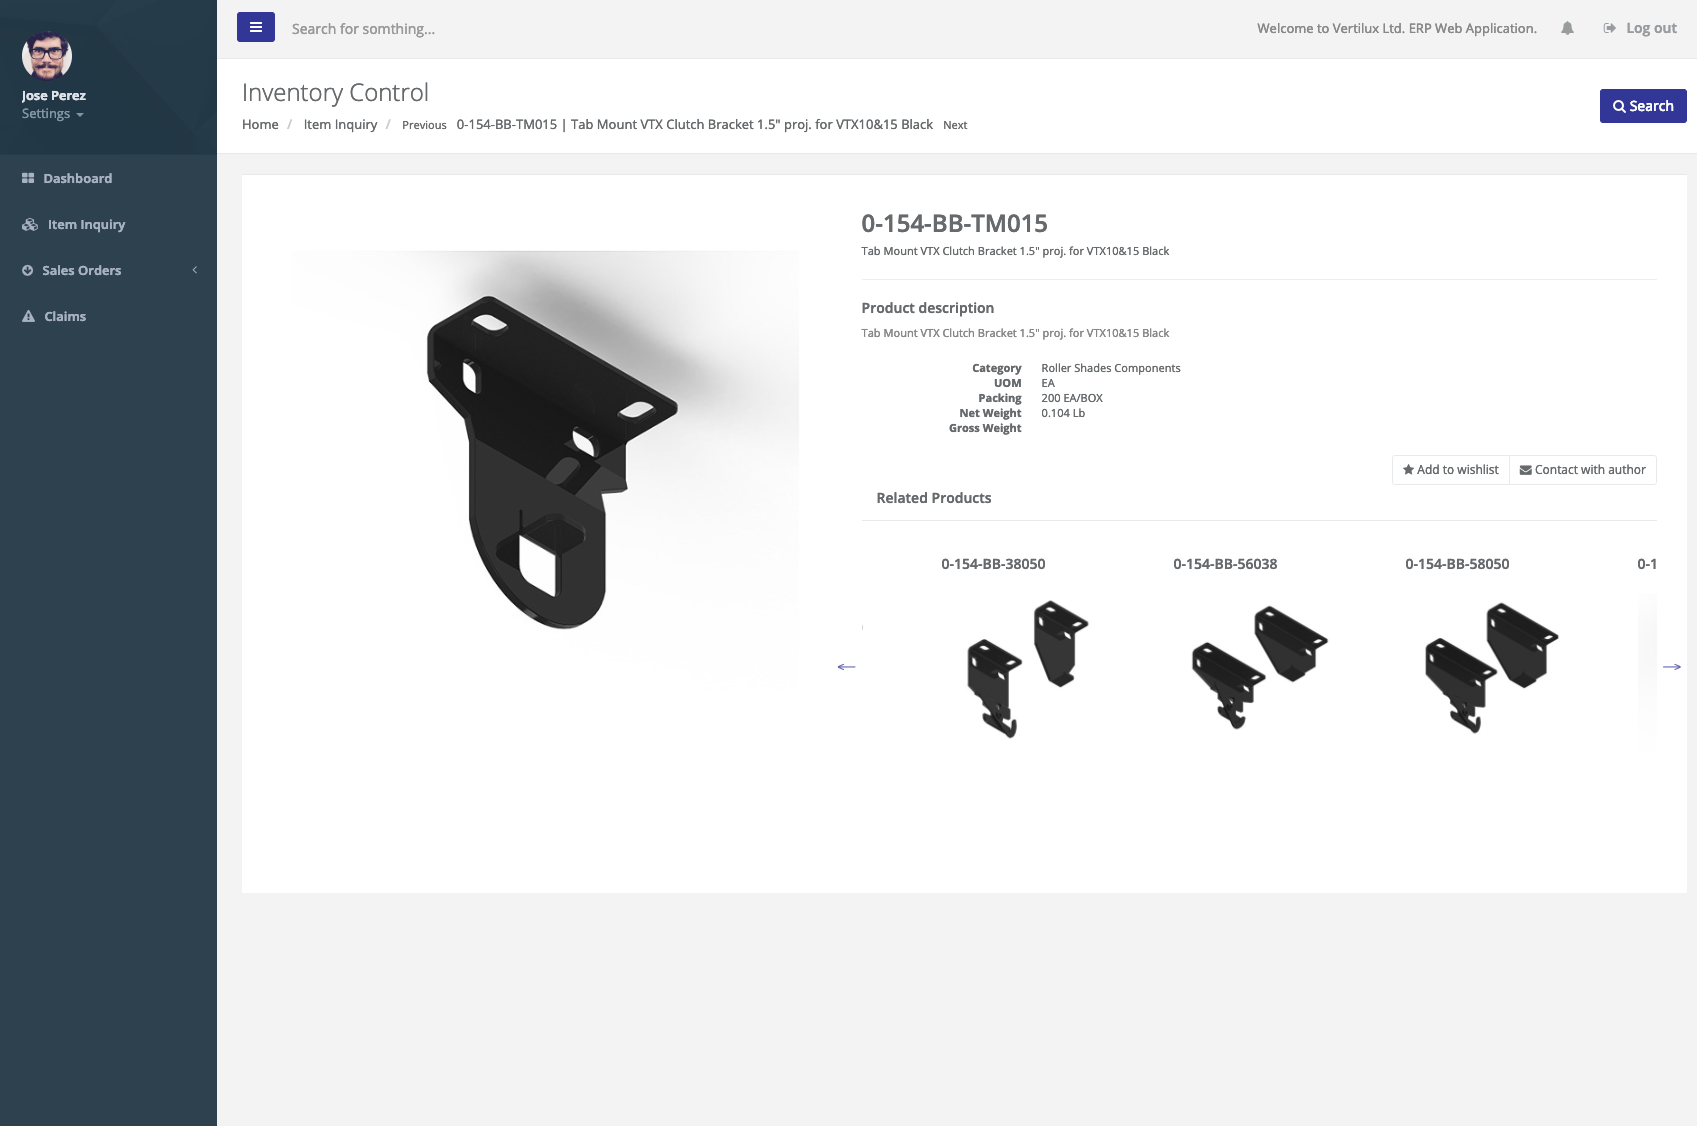 Jose Perez
Settings
Dashboard
Item Inquiry
Sales Orders
Claims
Search for somthing...
Welcome to Vertilux Ltd. ERP Web Application.
Log out
Inventory Control
Home / Item Inquiry / Previous 0-154-BB-TM015 | Tab Mount VTX Clutch Bracket 1.5" proj. for VTX10&15 Black Next
Search
0-154-BB-TM015
Tab Mount VTX Clutch Bracket 1.5" proj. for VTX10&15 Black
Product description
Tab Mount VTX Clutch Bracket 1.5" proj. for VTX10&15 Black
Category Roller Shades Components
UOM EA
Packing 200 EA/BOX
Net Weight 0.104 Lb
Gross Weight
Add to wishlist Contact with author
Related Products
0-154-BB-38050 0-154-BB-56038 0-154-BB-58050 0-1